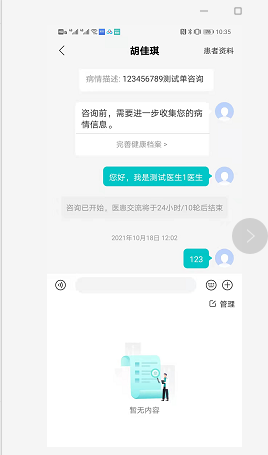 10:35
胡佳琪
患者资料
病情描述: 123456789测试单咨询
咨询前，需要进一步收集您的病
情信息。
完善健康档案 >
您好，我是测试医生1医生
咨询已开始，医患交流将于24小时/10轮后结束
2021年10月18日 12:02
123
管理
暂无内容